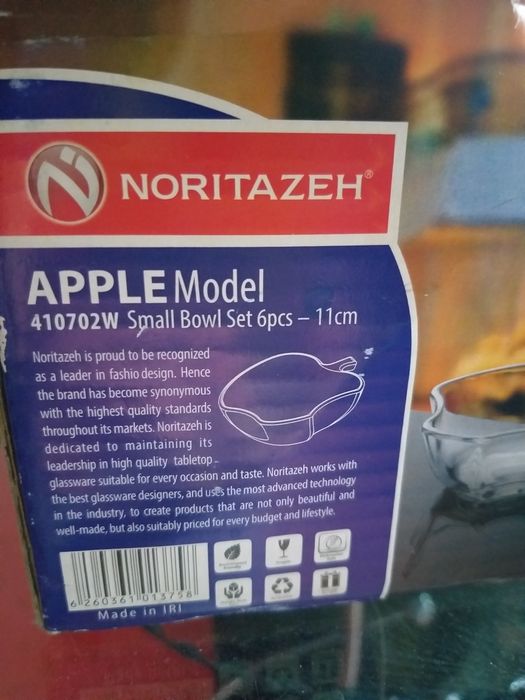 NORITAZEH®
APPLE Model
410702W Small Bowl Set 6pcs – 11cm
Noritazeh is proud to be recognized
as a leader in fashio design. Hence
the brand has become synonymous
with the highest quality standards
throughout its markets. Noritazeh is
dedicated to maintaining its
leadership in high quality tabletop
glassware suitable for every occasion and taste. Noritazeh works with
the best glassware designers, and uses the most advanced technology
in the industry, to create products that are not only beautiful and
well-made, but also suitably priced for every budget and lifestyle.
6 260361 013758
Made in IRI